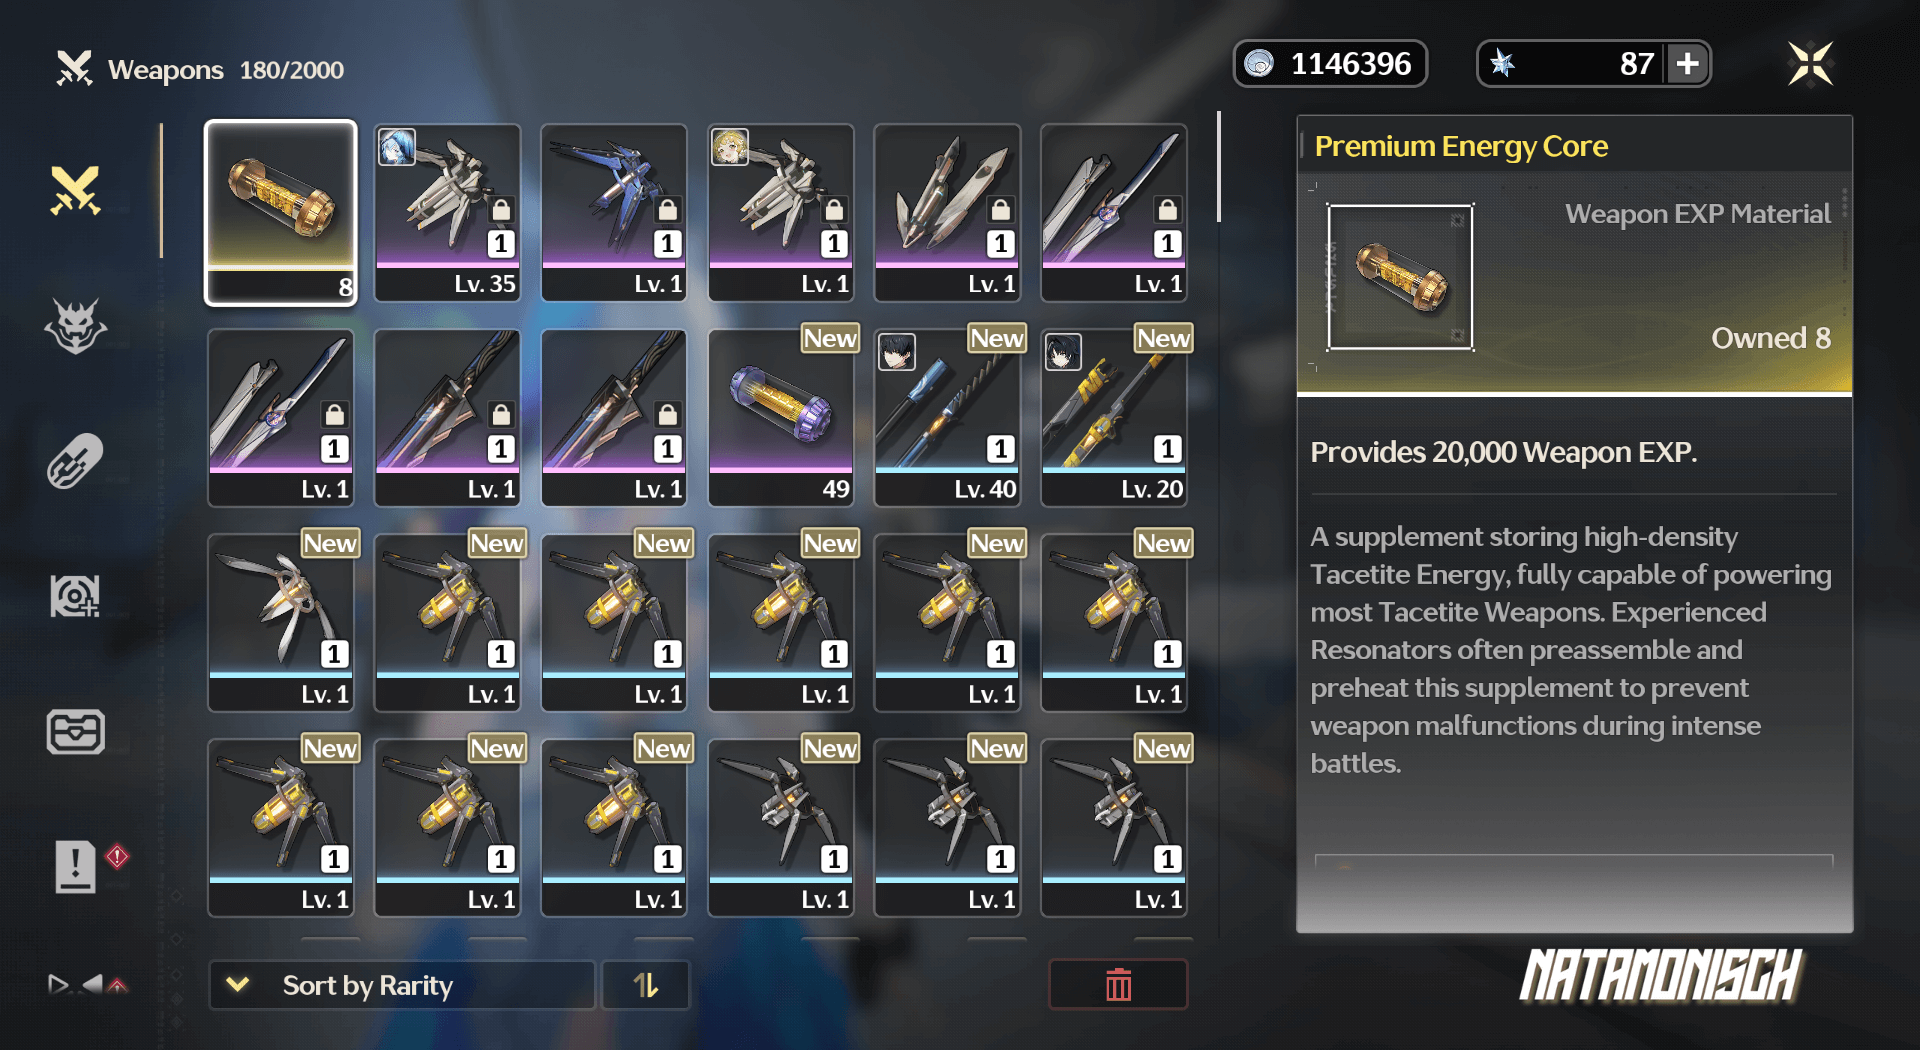 Weapons 180/2000
1146396
87
8
1
Lv. 35
1
Lv. 1
1
Lv. 1
1
Lv. 1
1
Lv. 1
1
Lv. 1
1
Lv. 1
1
Lv. 1
New
49
New
1
Lv. 40
New
1
Lv. 20
New
1
Lv. 1
New
1
Lv. 1
New
1
Lv. 1
New
1
Lv. 1
New
1
Lv. 1
New
1
Lv. 1
New
1
Lv. 1
New
1
Lv. 1
New
1
Lv. 1
New
1
Lv. 1
New
1
Lv. 1
New
1
Lv. 1
Sort by Rarity
Premium Energy Core
Weapon EXP Material
Owned 8
Provides 20,000 Weapon EXP.
A supplement storing high-density
Tacetite Energy, fully capable of powering
most Tacetite Weapons. Experienced
Resonators often preassemble and
preheat this supplement to prevent
weapon malfunctions during intense
battles.
NATAMONISCH